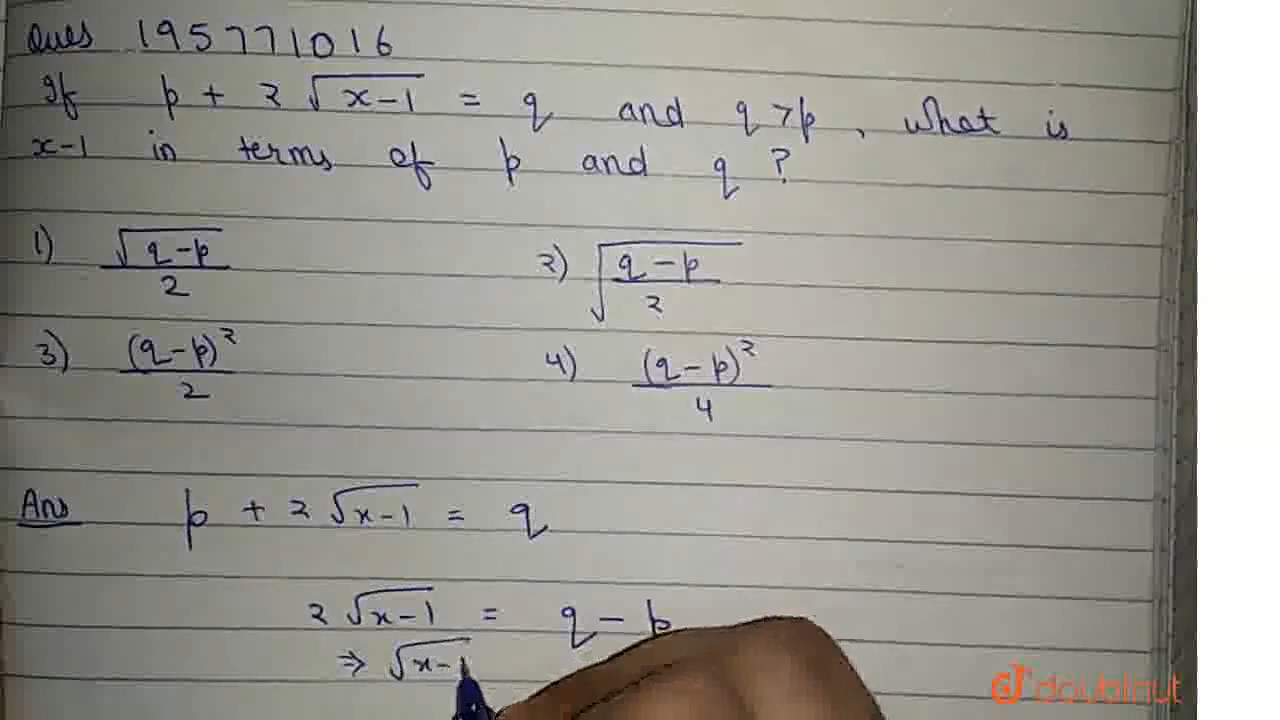 Ques 195771016
If p + 2 √(x-1) = q and q > p, What is
x-1 in terms of p and q ?
1) √(q-p) / 2
2) √((q-p) / 2)
3) (q-p)² / 2
4) (q-p)² / 4
Ans p + 2 √(x-1) = q
2 √(x-1) = q - p
⇒ √x-
doubtnut